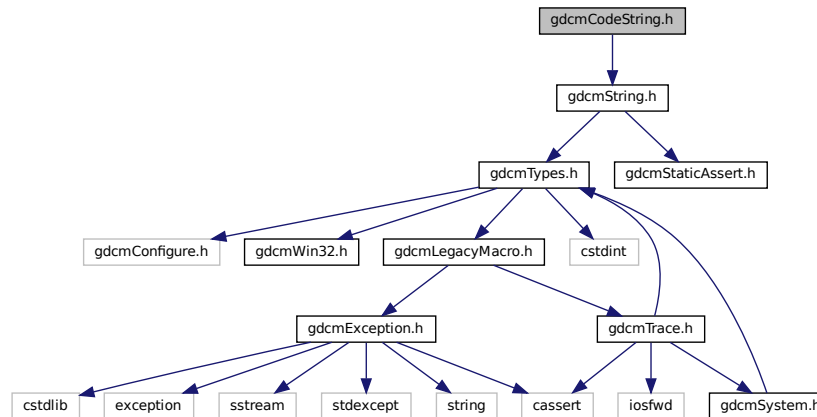 gdcmCodeString.h
gdcmString.h
gdcmTypes.h
gdcmStaticAssert.h
gdcmConfigure.h
gdcmWin32.h
gdcmLegacyMacro.h
cstdint
gdcmException.h
gdcmTrace.h
cstdlib
exception
sstream
stdexcept
string
cassert
iosfwd
gdcmSystem.h